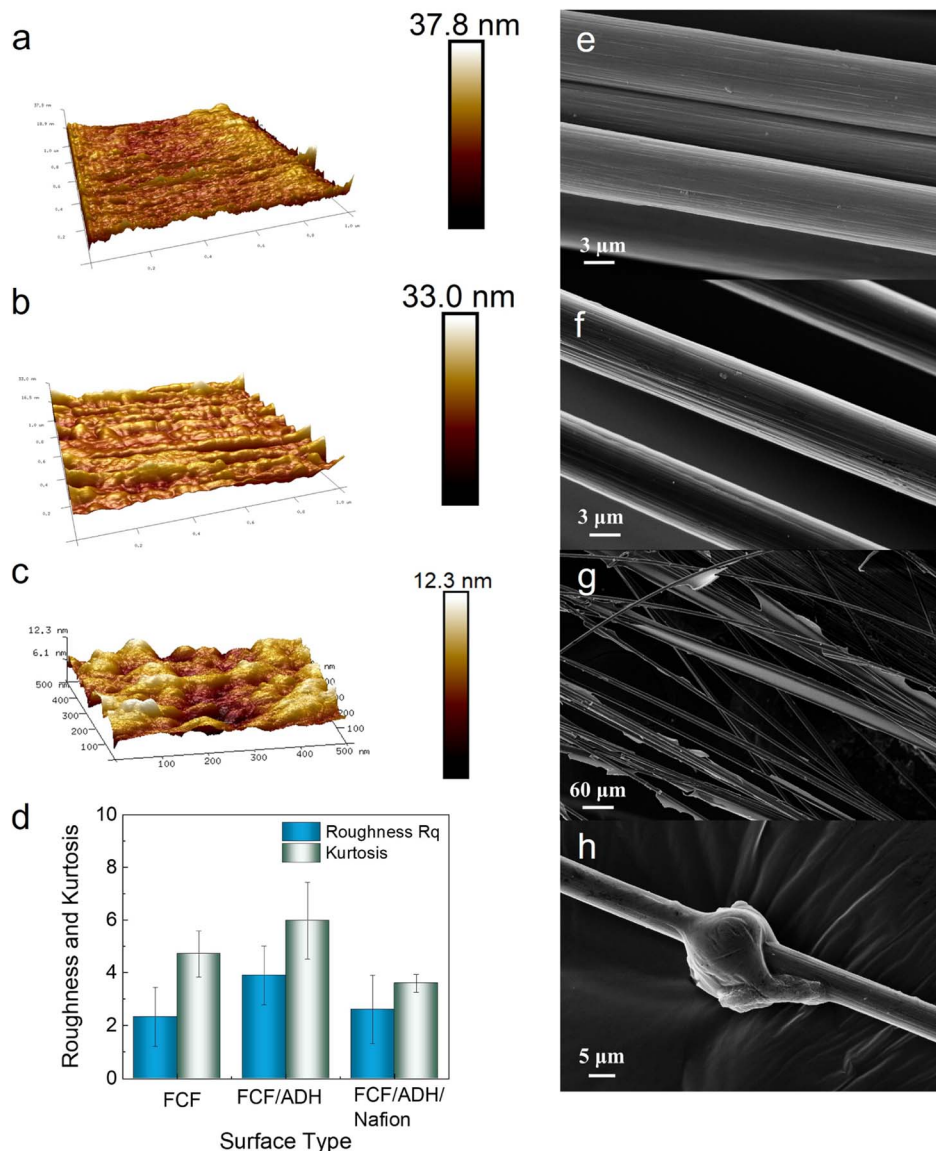 a
37.8 nm
b
33.0 nm
c
12.3 nm
12.3 nm
6.1 nm
500 nm
400
300
200
100
100
200
300
400
500 nm
d
10
8
6
4
2
0
Roughness and Kurtosis
Roughness Rq
Kurtosis
FCF
FCF/ADH
FCF/ADH/
Nafion
Surface Type
e
3 µm
f
3 µm
g
60 µm
h
5 µm